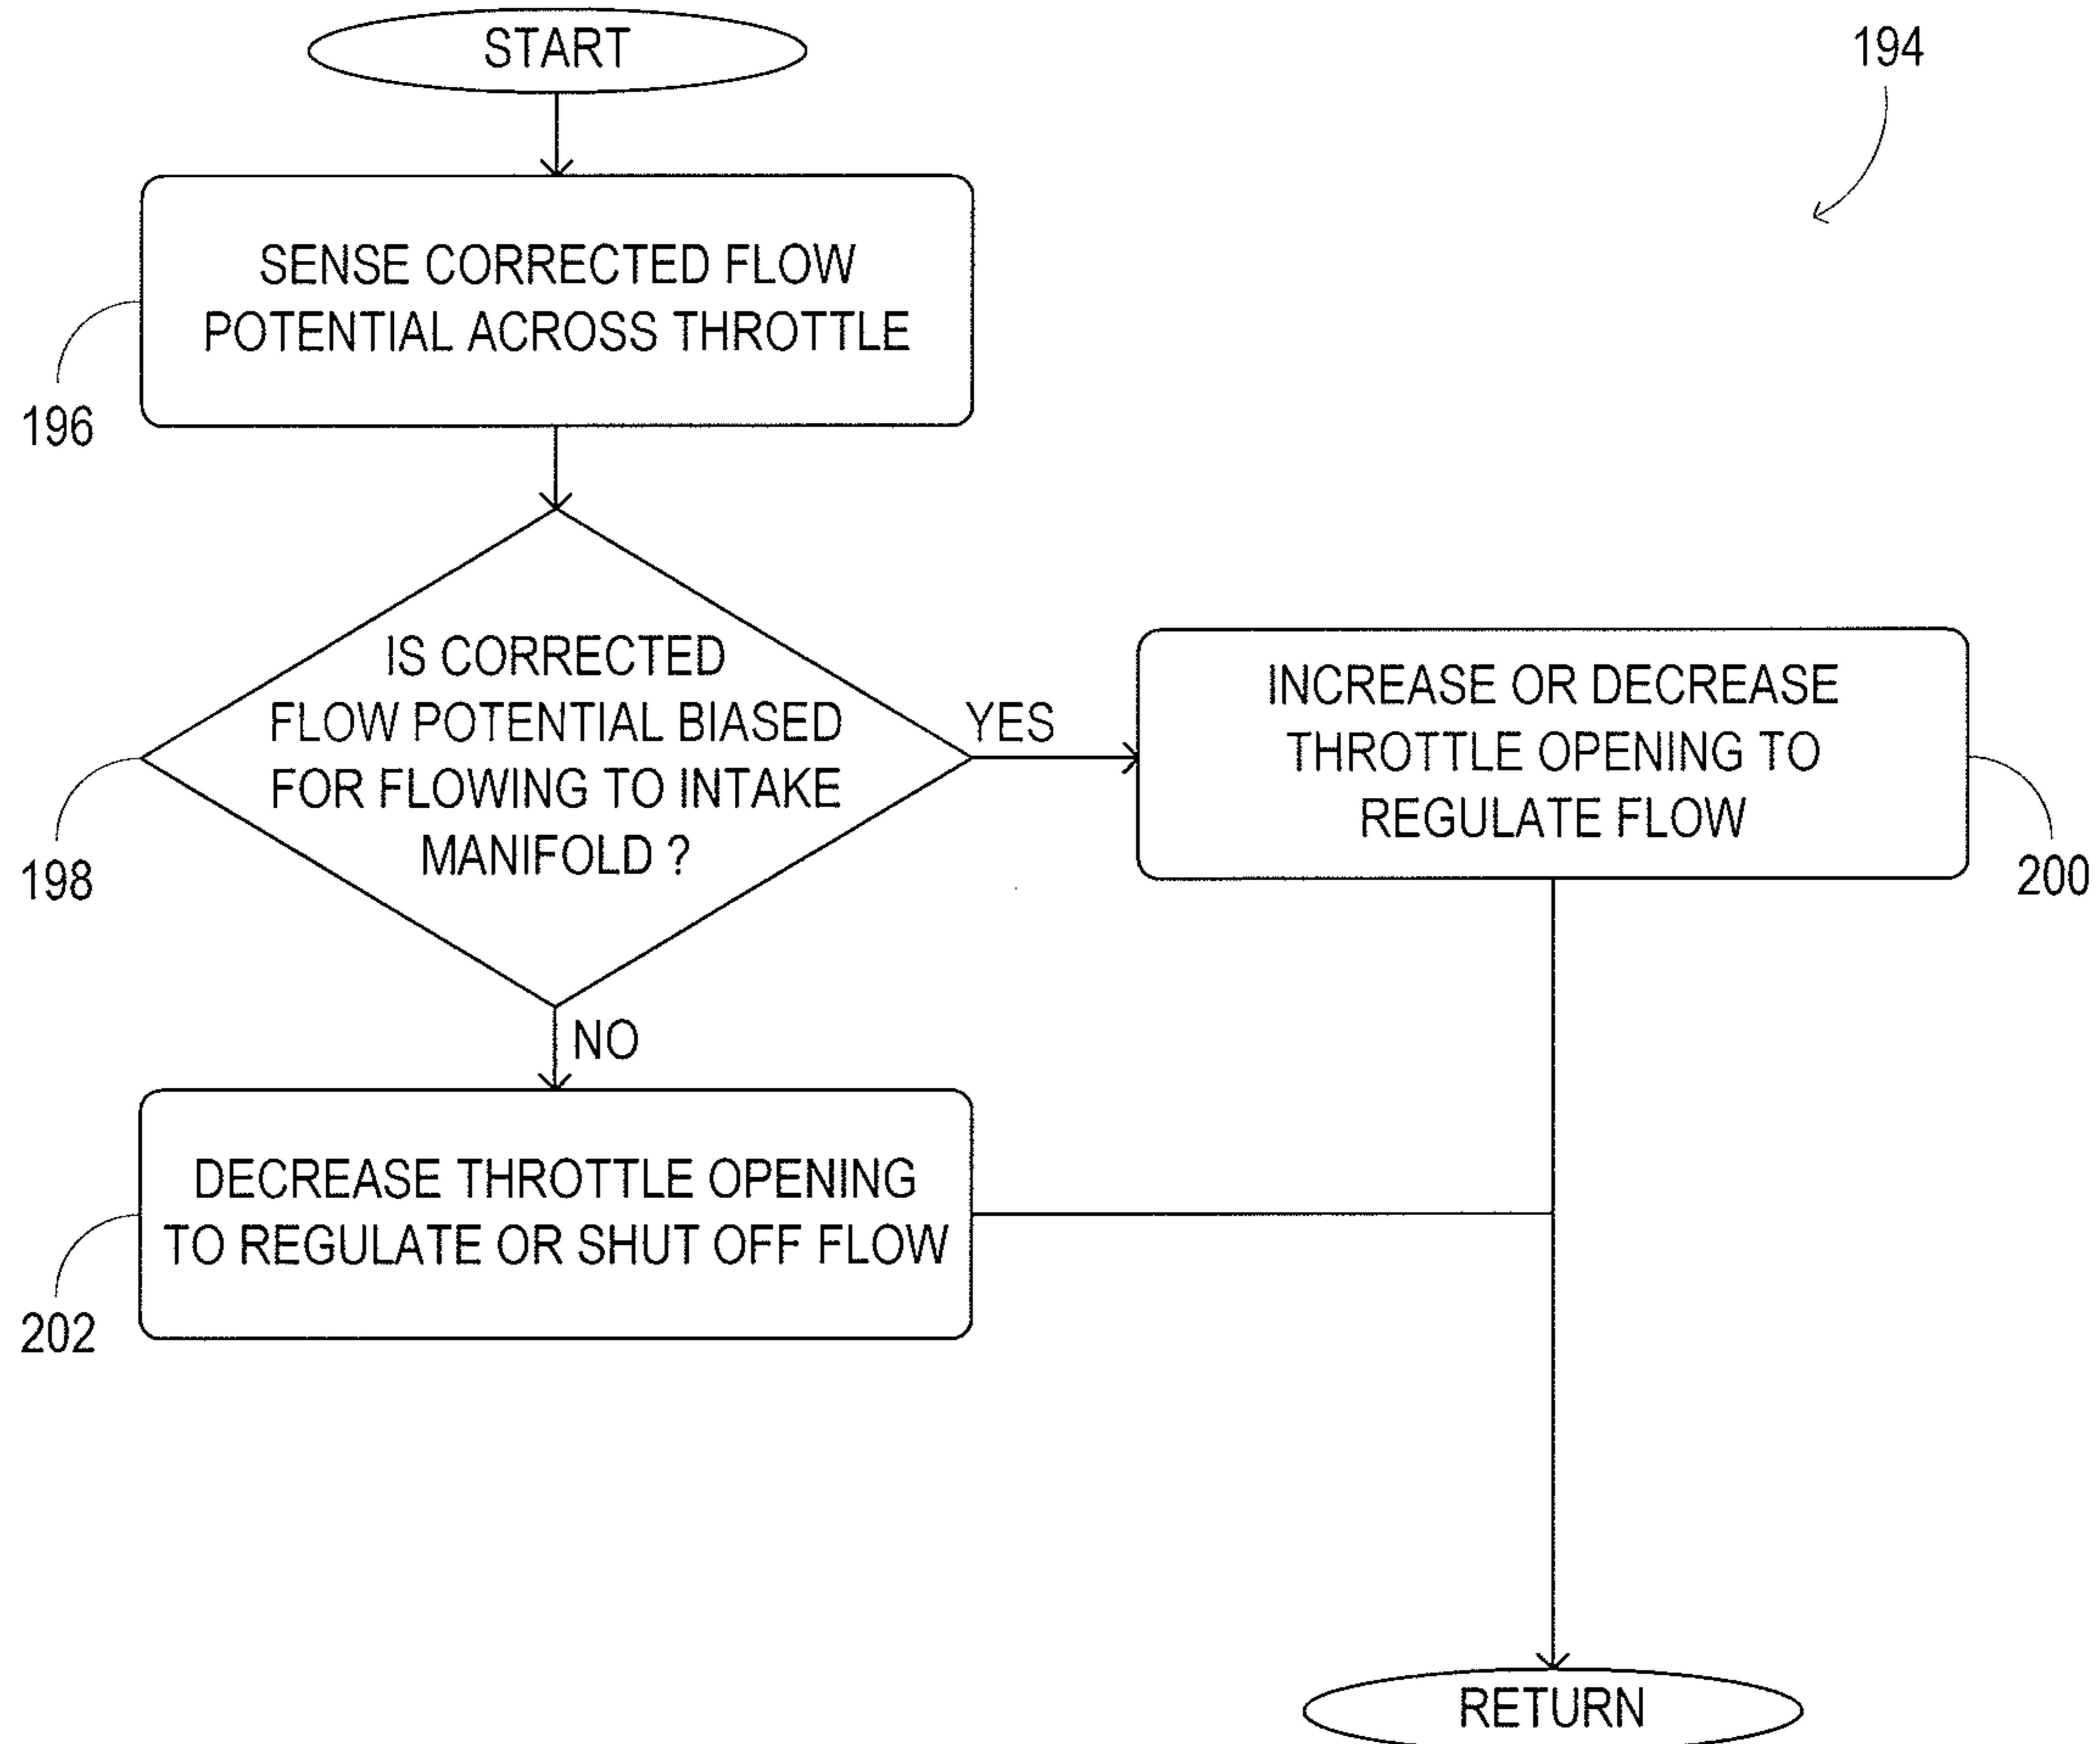 START
194
SENSE CORRECTED FLOW
POTENTIAL ACROSS THROTTLE
196
IS CORRECTED
FLOW POTENTIAL BIASED
FOR FLOWING TO INTAKE
MANIFOLD ?
198
YES
INCREASE OR DECREASE
THROTTLE OPENING TO
REGULATE FLOW
200
NO
DECREASE THROTTLE OPENING
TO REGULATE OR SHUT OFF FLOW
202
RETURN